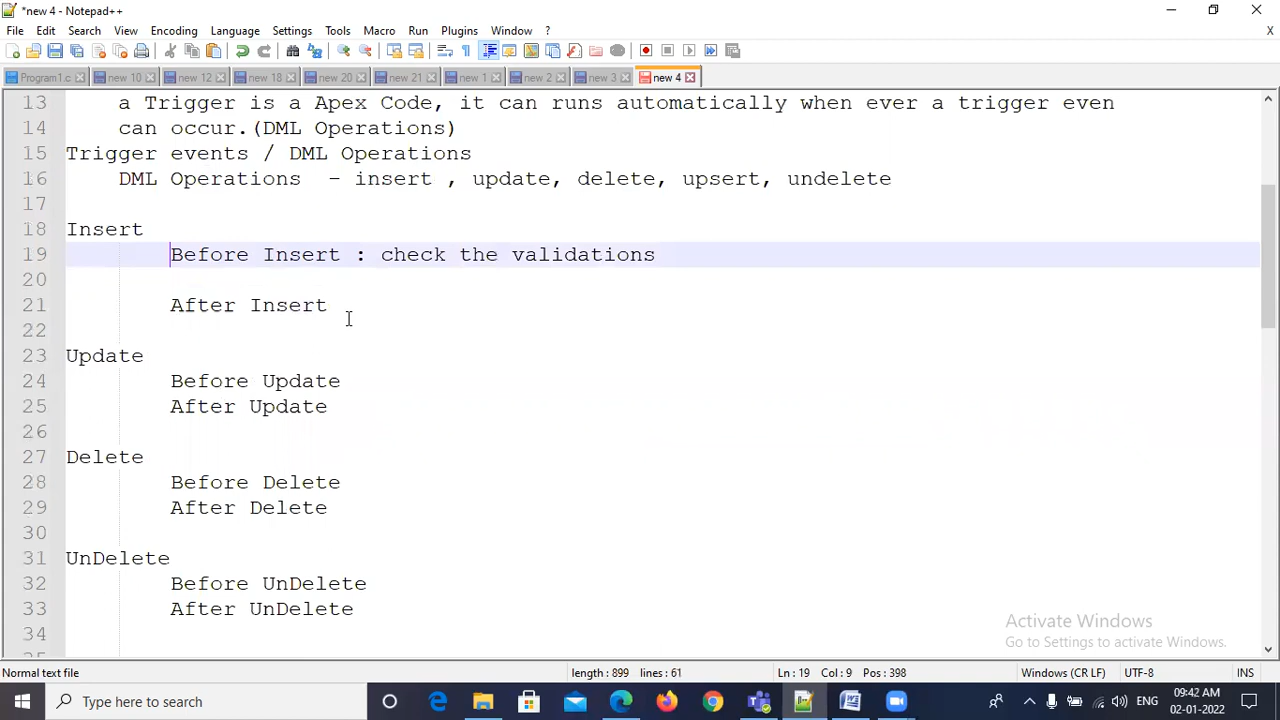 *new 4 - Notepad++
File Edit Search View Encoding Language Settings Tools Macro Run Plugins Window ?
X
Program1.c new 10 new 12 new 18 new 20 new 21 new 1 new 2 new 3 new 4
13 a Trigger is a Apex Code, it can runs automatically when ever a trigger even
14 can occur.(DML Operations)
15 Trigger events / DML Operations
16 DML Operations - insert , update, delete, upsert, undelete
17
18 Insert
19 Before Insert : check the validations
20
21 After Insert
22
23 Update
24 Before Update
25 After Update
26
27 Delete
28 Before Delete
29 After Delete
30
31 UnDelete
32 Before UnDelete
33 After UnDelete
34
Activate Windows
Go to Settings to activate Windows.
Normal text file length : 899 lines : 61 Ln : 19 Col : 9 Pos : 398 Windows (CR LF) UTF-8 INS
Type here to search ENG 09:42 AM
02-01-2022